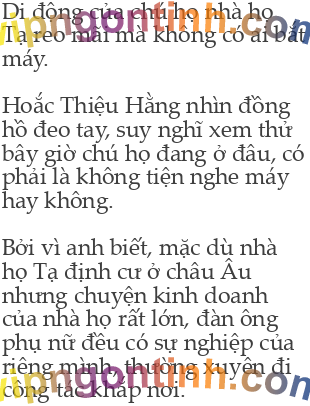 Di động của chú họ nhà họ
Tạ reo mãi mà không có ai bắt
máy.
Hoắc Thiệu Hằng nhìn đồng
hồ đeo tay, suy nghĩ xem thử
bây giờ chú họ đang ở đâu, có
phải là không tiện nghe máy
hay không.
Bởi vì anh biết, mặc dù nhà
họ Tạ định cư ở châu Âu
nhưng chuyện kinh doanh
của nhà họ rất lớn, đàn ông
phụ nữ đều có sự nghiệp của
riêng mình, thường xuyên đi
công tác khắp nơi.
vipngontinh.com
vipngontinh.com